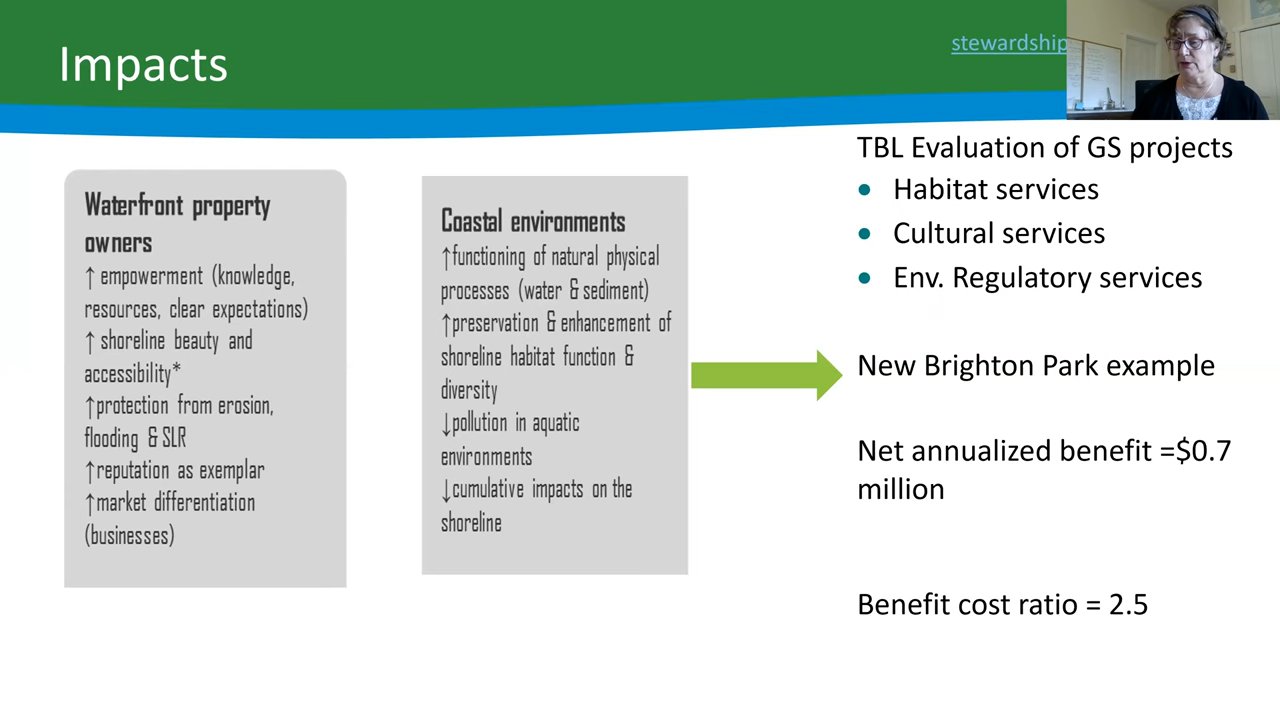 Impacts
stewardship
Waterfront property
owners
↑ empowerment (knowledge,
resources, clear expectations)
↑ shoreline beauty and
accessibility*
↑protection from erosion,
flooding & SLR
↑reputation as exemplar
↑market differentiation
(businesses)
Coastal environments
↑functioning of natural physical
processes (water & sediment)
↑preservation & enhancement of
shoreline habitat function &
diversity
↓pollution in aquatic
environments
↓cumulative impacts on the
shoreline
TBL Evaluation of GS projects
• Habitat services
• Cultural services
• Env. Regulatory services
New Brighton Park example
Net annualized benefit =$0.7
million
Benefit cost ratio = 2.5